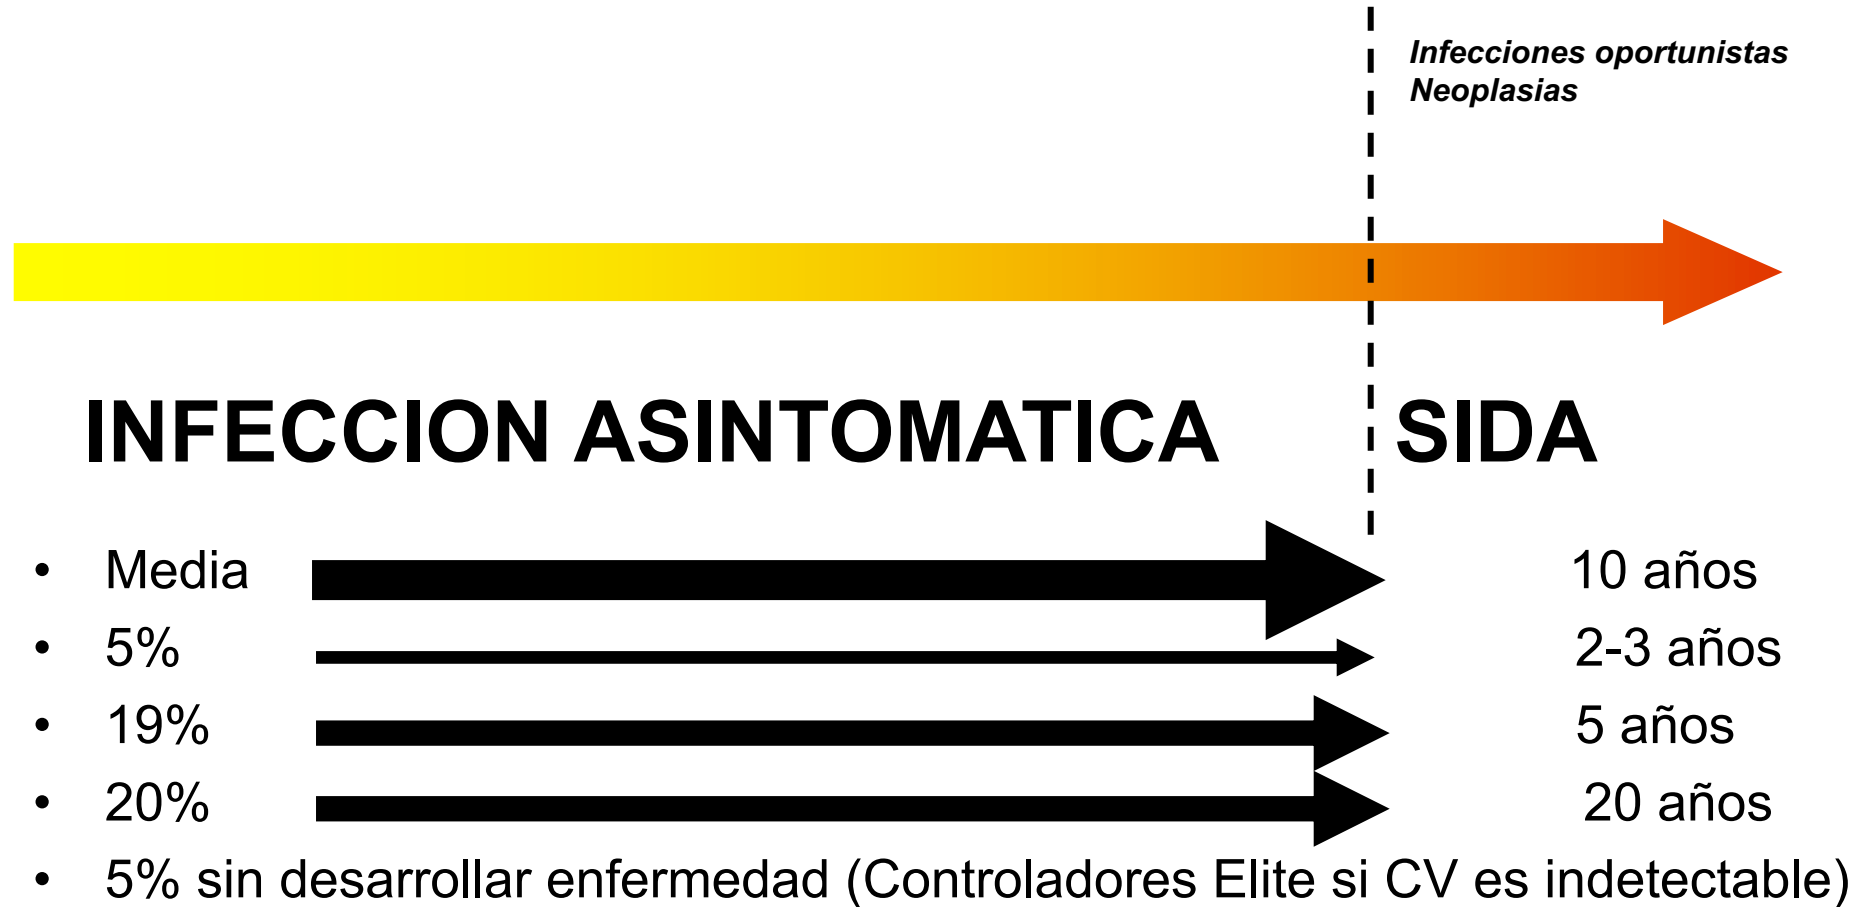 Infecciones oportunistas
Neoplasias
INFECCION ASINTOMATICA SIDA
• Media 10 años
• 5% 2-3 años
• 19% 5 años
• 20% 20 años
• 5% sin desarrollar enfermedad (Controladores Elite si CV es indetectable)